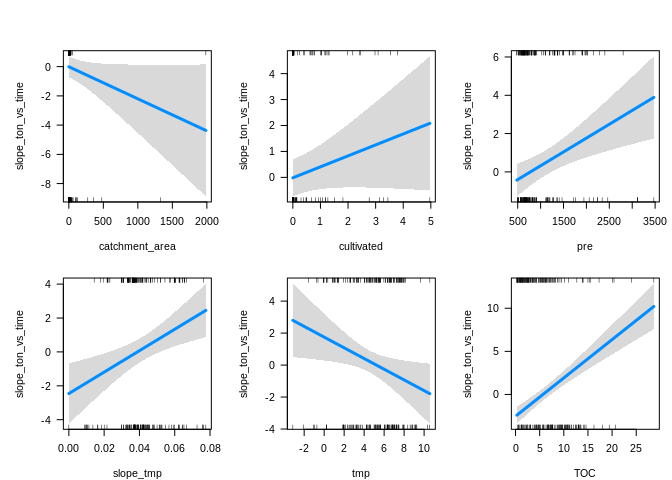 slope_ton_vs_time
0
-2
-4
-6
-8
0 500 1000 1500 2000
catchment_area
slope_ton_vs_time
4
3
2
1
0
0 1 2 3 4 5
cultivated
slope_ton_vs_time
6
4
2
0
500 1500 2500 3500
pre
slope_ton_vs_time
4
2
0
-2
-4
0.00 0.02 0.04 0.06 0.08
slope_tmp
slope_ton_vs_time
4
2
0
-2
-4
-2 0 2 4 6 8 10
tmp
slope_ton_vs_time
10
5
0
0 5 10 15 20 25
TOC